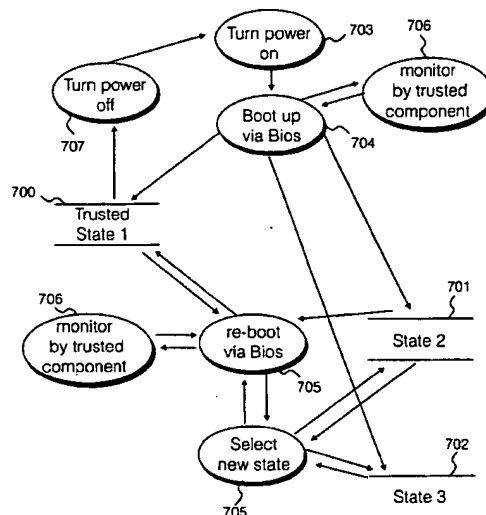 Turn power
on
703
706
monitor
by trusted
component
Turn power
off
707
Boot up
via Bios
704
700
Trusted
State 1
701
State 2
706
monitor
by trusted
component
re-boot
via Bios
705
Select
new state
705
702
State 3